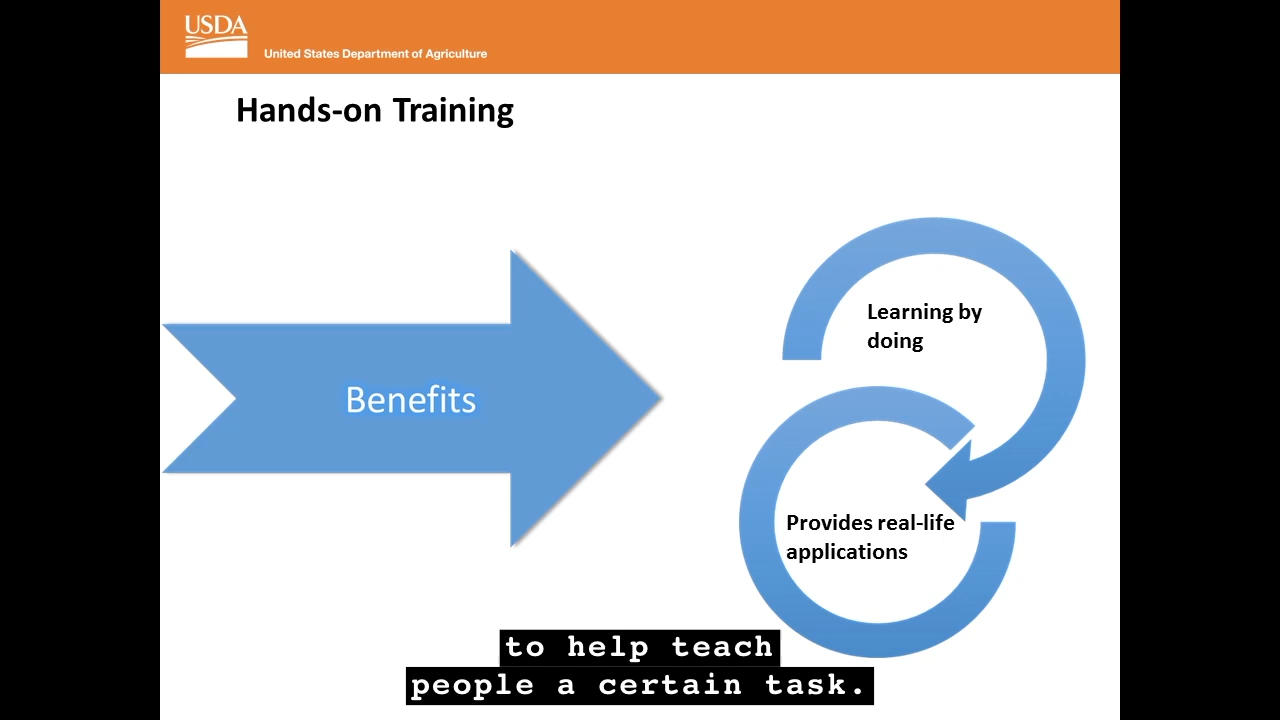 USDA
United States Department of Agriculture
Hands-on Training
Benefits
Learning by
doing
Provides real-life
applications
to help teach
people a certain task.